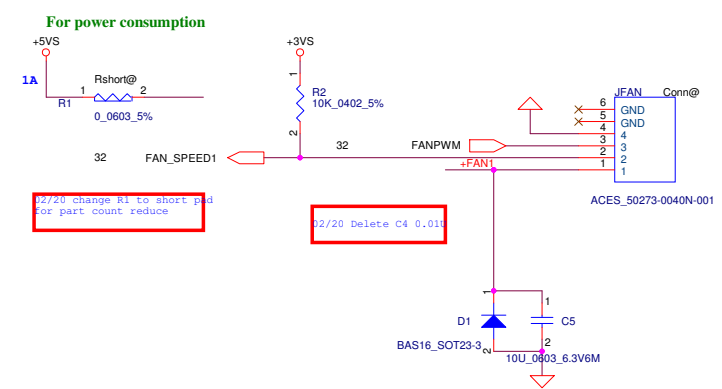 For power consumption
+5VS
+3VS
1A
Rshort@
1
2
R1
0_0603_5%
1
R2
10K_0402_5%
2
JFAN
Conn@
6
GND
5
GND
4
4
3
3
2
2
1
1
32
FAN_SPEED1
32
FANPWM
+FAN1
ACES_50273-0040N-001
02/20 change R1 to short pad
for part count reduce
02/20 Delete C4 0.01U
1
1
D1
C5
BAS16_SOT23-3
2
2
10U_0603_6.3V6M